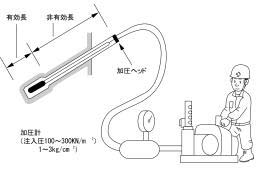 有効長
非有効長
加圧ヘッド
加圧計
(注入圧100～300KN/m²)
1～3kg/cm²)